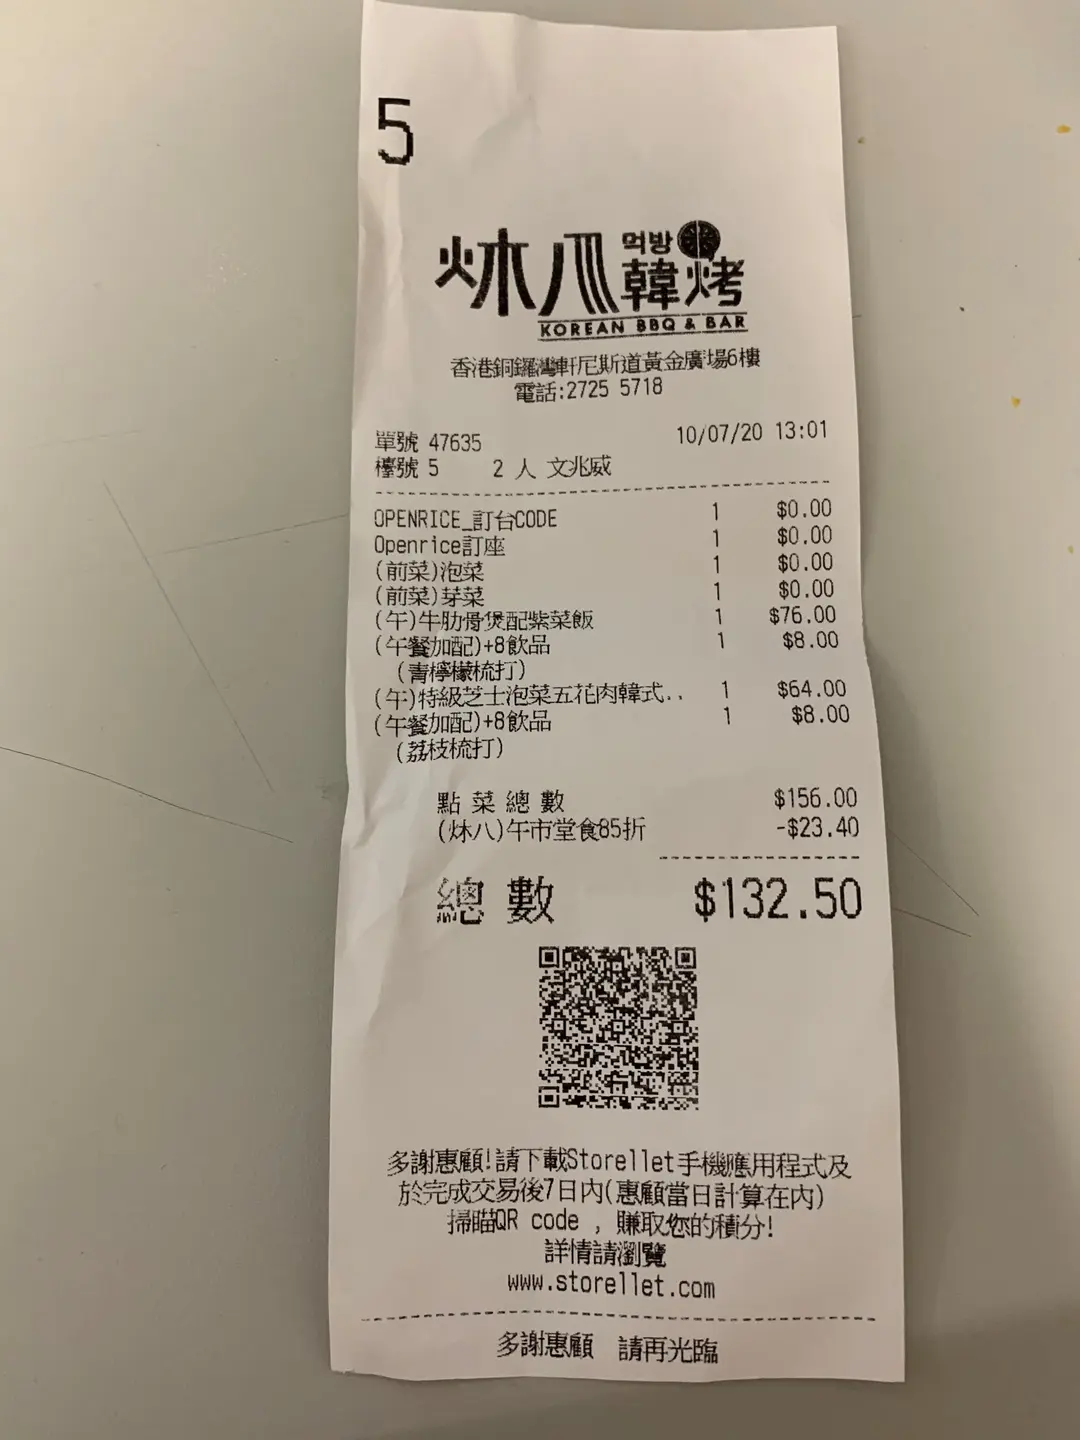 5
炑八 먹방 韓烤
KOREAN BBQ & BAR
香港銅鑼灣軒尼斯道黃金廣場6樓
電話:2725 5718
單號 47635 10/07/20 13:01
檯號 5 2 人 文兆威
OPENRICE_訂台CODE 1 $0.00
Openrice訂座 1 $0.00
(前菜)泡菜 1 $0.00
(前菜)芽菜 1 $0.00
(午)牛肋骨煲配紫菜飯 1 $76.00
(午餐加配)+8飲品 1 $8.00
(青檸檬梳打)
(午)特級芝士泡菜五花肉韓式.. 1 $64.00
(午餐加配)+8飲品 1 $8.00
(荔枝梳打)
點菜總數 $156.00
(炑八)午市堂食85折 -$23.40
總數 $132.50
多謝惠顧!請下載Storellet手機應用程式及
於完成交易後7日內(惠顧當日計算在內)
掃瞄QR code , 賺取您的積分!
詳情請瀏覽
www.storellet.com
多謝惠顧 請再光臨